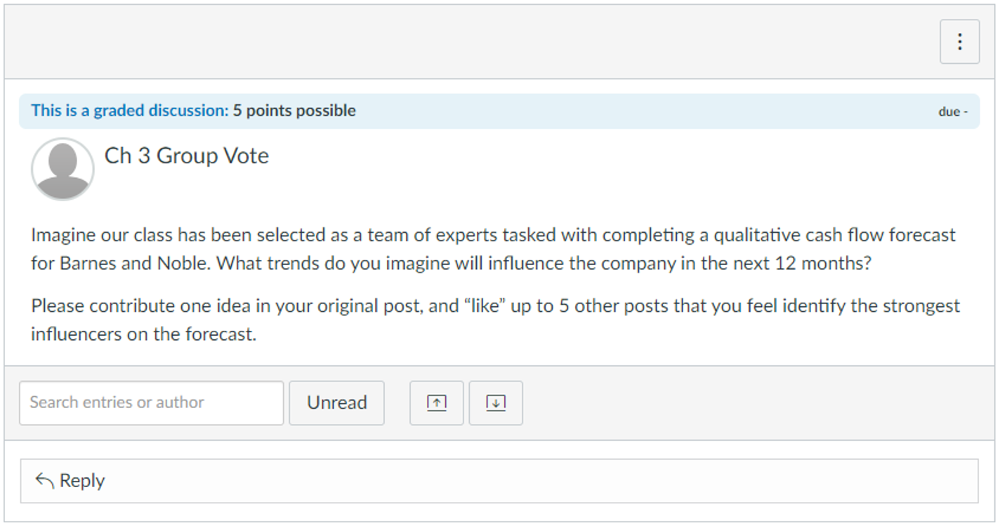 This is a graded discussion: 5 points possible
due -
Ch 3 Group Vote
Imagine our class has been selected as a team of experts tasked with completing a qualitative cash flow forecast
for Barnes and Noble. What trends do you imagine will influence the company in the next 12 months?
Please contribute one idea in your original post, and “like” up to 5 other posts that you feel identify the strongest
influencers on the forecast.
Search entries or author
Unread
Reply